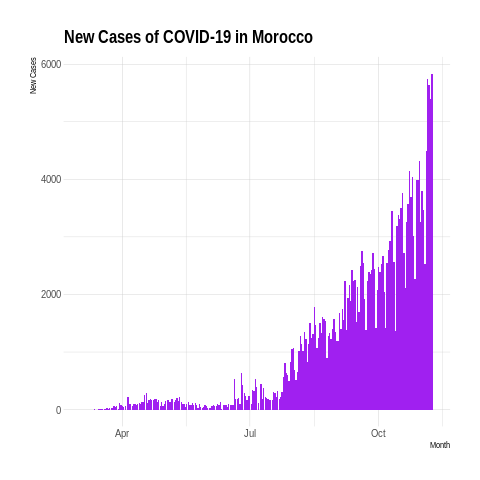 New Cases of COVID-19 in Morocco
New Cases
6000
4000
2000
0
Apr
Jul
Oct
Month